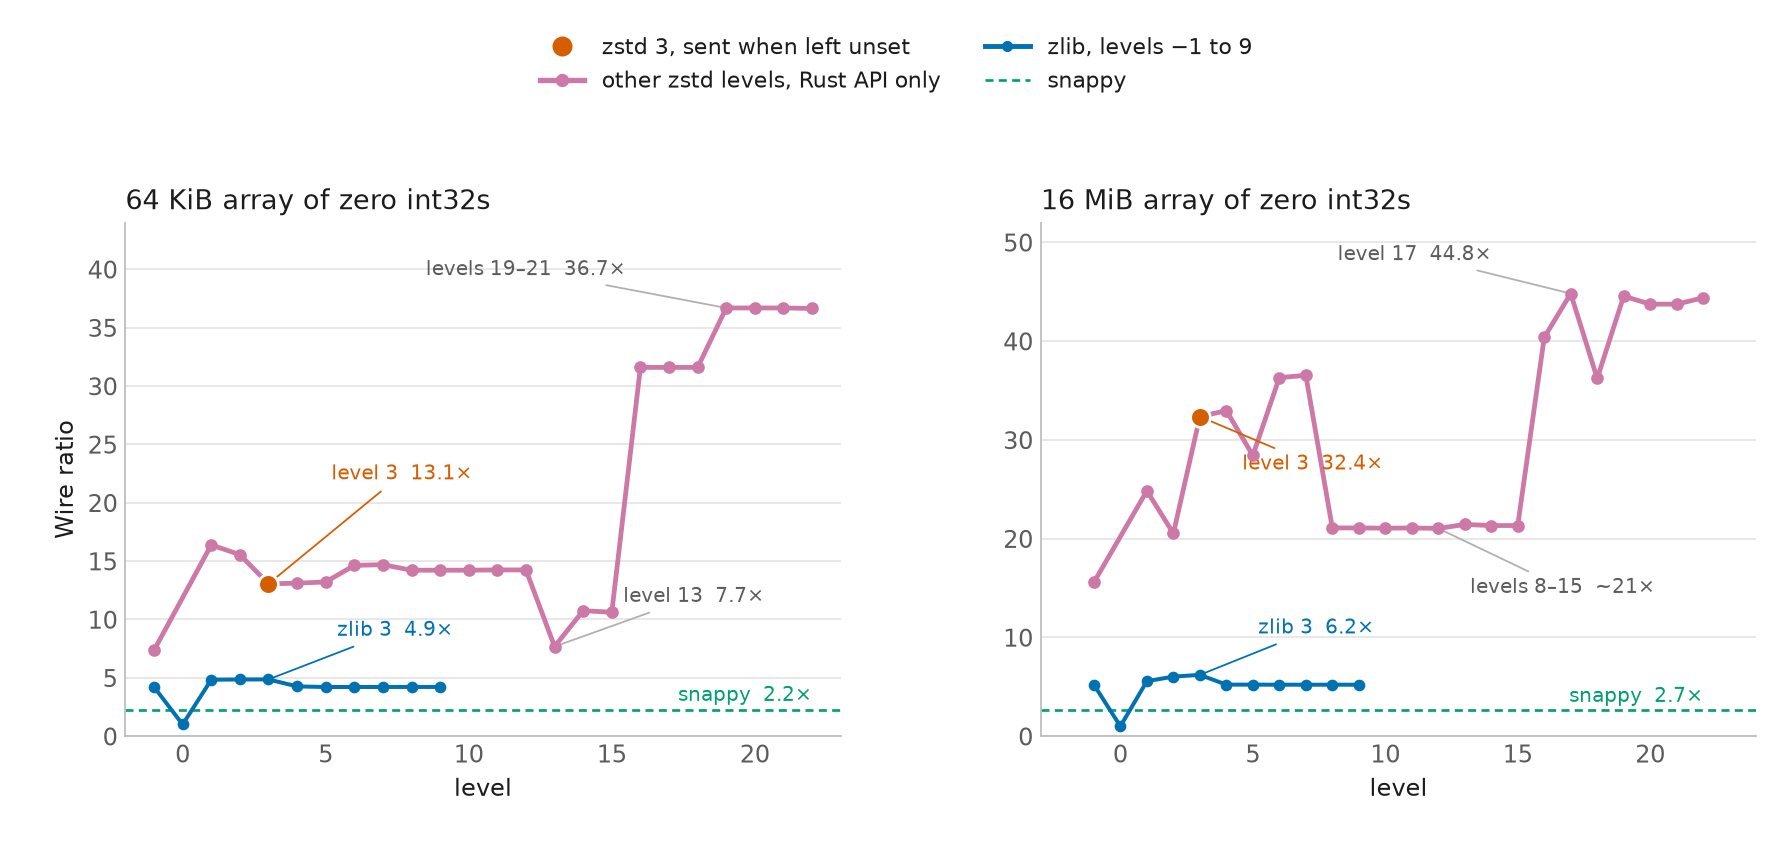 zstd 3, sent when left unset
other zstd levels, Rust API only
zlib, levels −1 to 9
snappy
64 KiB array of zero int32s
Wire ratio
40
35
30
25
20
15
10
5
0
levels 19–21  36.7×
level 3  13.1×
level 13  7.7×
zlib 3  4.9×
snappy  2.2×
0 5 10 15 20
level
16 MiB array of zero int32s
50
40
30
20
10
0
level 17  44.8×
level 3  32.4×
levels 8–15  ~21×
zlib 3  6.2×
snappy  2.7×
0 5 10 15 20
level